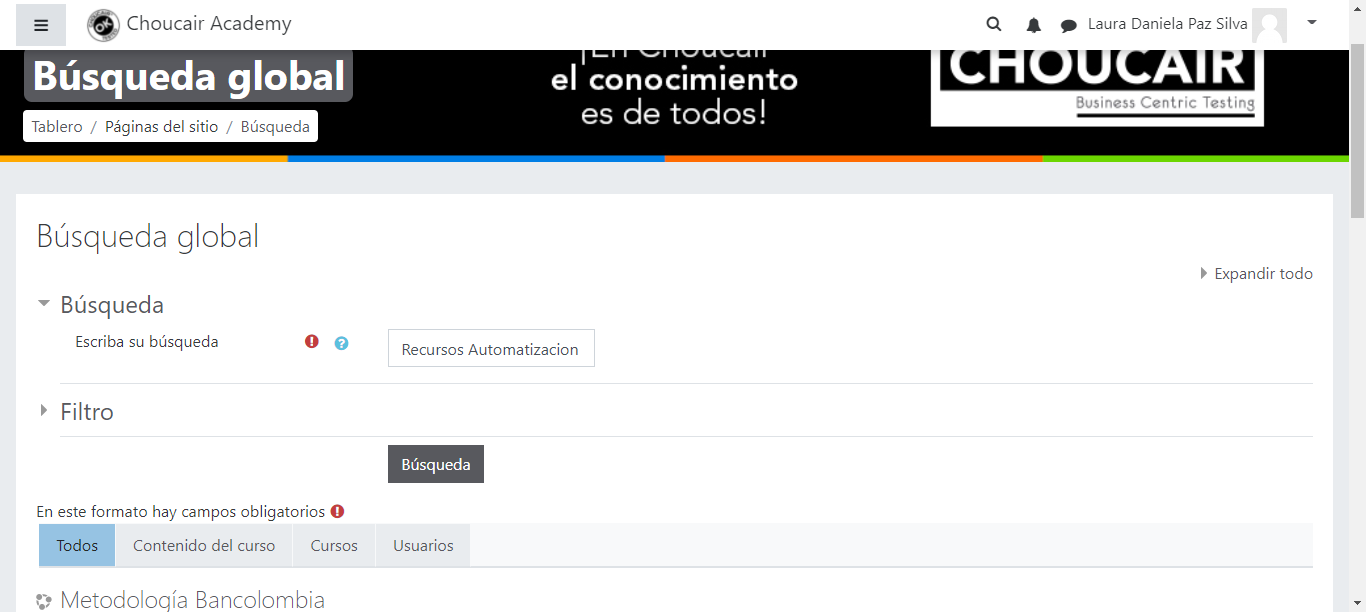 Choucair Academy
Laura Daniela Paz Silva
Búsqueda global
¡En Choucair
el conocimiento
es de todos!
CHOUCAIR
Business Centric Testing
Tablero / Páginas del sitio / Búsqueda
Búsqueda global
Expandir todo
Búsqueda
Escriba su búsqueda
Recursos Automatizacion
Filtro
Búsqueda
En este formato hay campos obligatorios
Todos
Contenido del curso
Cursos
Usuarios
Metodología Bancolombia